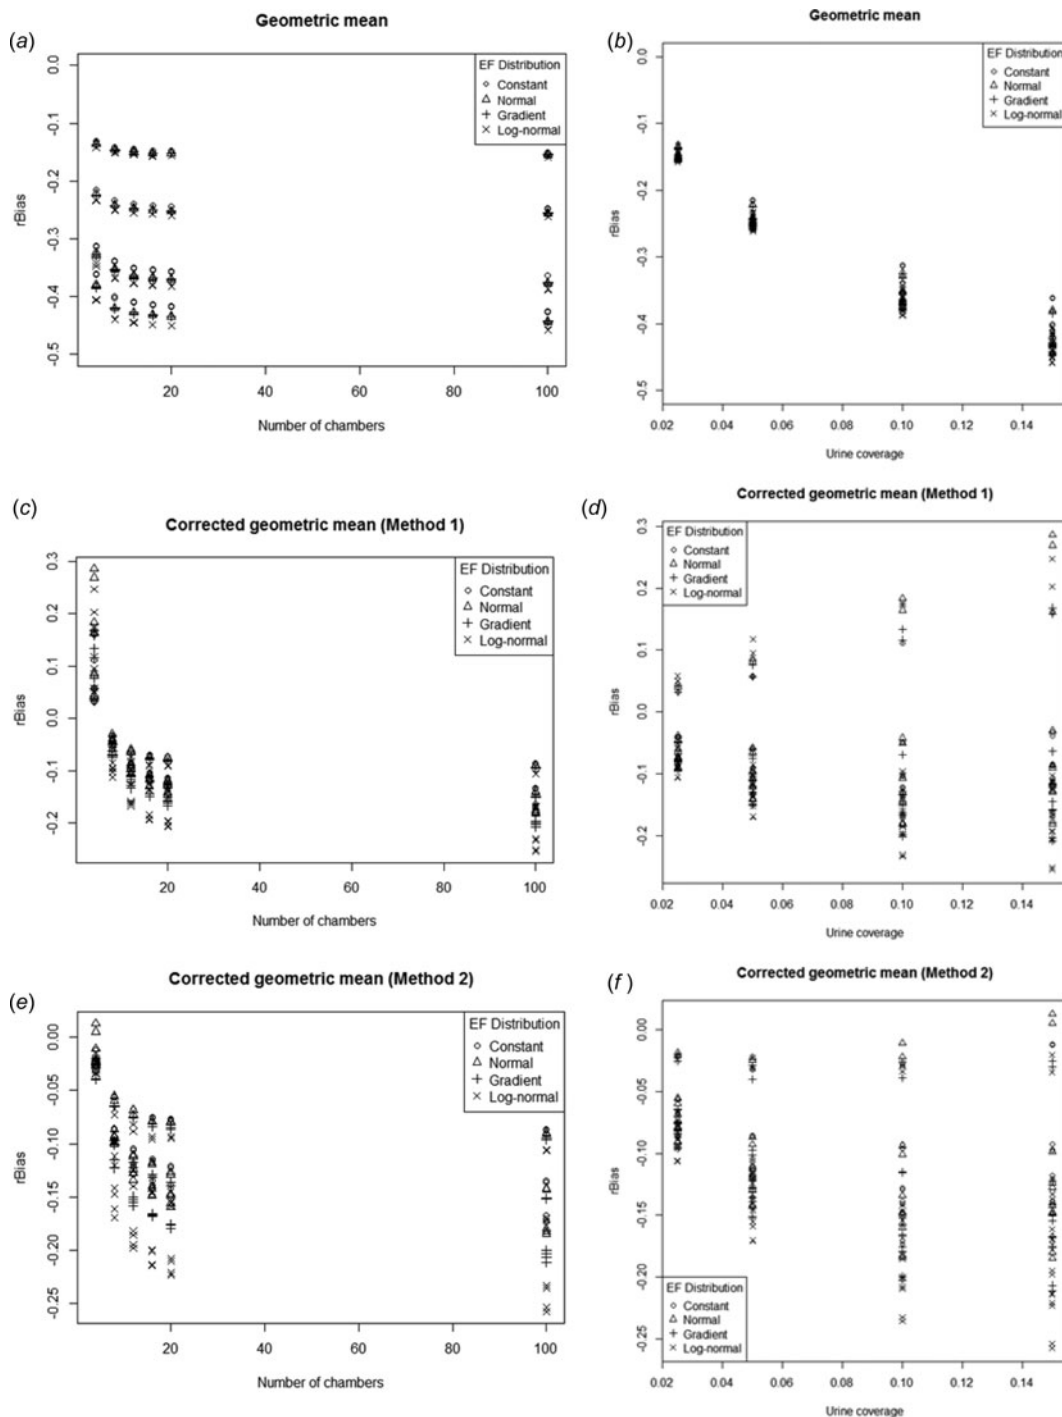 (a)
Geometric mean
0.0
-0.1
-0.2
-0.3
-0.4
-0.5
rBias
EF Distribution
Constant
Normal
Gradient
Log-normal
20
40
60
80
100
Number of chambers
(b)
Geometric mean
0.0
-0.1
-0.2
-0.3
-0.4
-0.5
rBias
EF Distribution
Constant
Normal
Gradient
Log-normal
0.02
0.04
0.06
0.08
0.10
0.12
0.14
Urine coverage
(c)
Corrected geometric mean (Method 1)
0.3
0.2
0.1
0.0
-0.1
-0.2
rBias
EF Distribution
Constant
Normal
Gradient
Log-normal
20
40
60
80
100
Number of chambers
(d)
Corrected geometric mean (Method 1)
0.3
0.2
0.1
0.0
-0.1
-0.2
rBias
EF Distribution
Constant
Normal
Gradient
Log-normal
0.02
0.04
0.06
0.08
0.10
0.12
0.14
Urine coverage
(e)
Corrected geometric mean (Method 2)
0.00
-0.05
-0.10
-0.15
-0.20
-0.25
rBias
EF Distribution
Constant
Normal
Gradient
Log-normal
20
40
60
80
100
Number of chambers
(f)
Corrected geometric mean (Method 2)
0.00
-0.05
-0.10
-0.15
-0.20
-0.25
rBias
EF Distribution
Constant
Normal
Gradient
Log-normal
0.02
0.04
0.06
0.08
0.10
0.12
0.14
Urine coverage